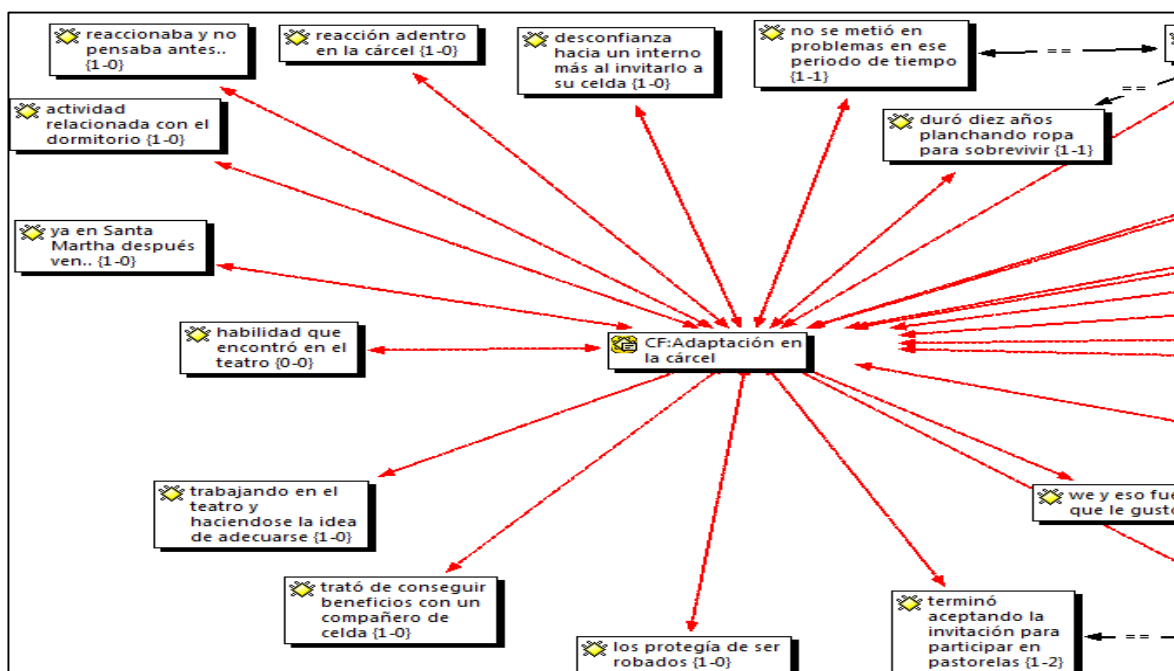 reaccionaba y no
pensaba antes..
{1-0}
reacción adentro
en la cárcel {1-0}
desconfianza
hacia un interno
más al invitarlo a
su celda {1-0}
no se metió en
problemas en ese
periodo de tiempo
{1-1}
==
==
actividad
relacionada con el
dormitorio {1-0}
duró diez años
planchando ropa
para sobrevivir {1-1}
ya en Santa
Martha después
ven.. {1-0}
habilidad que
encontró en el
teatro {0-0}
CF:Adaptación en
la cárcel
trabajando en el
teatro y
haciendose la idea
de adecuarse {1-0}
we y eso fue
que le gusto
trató de conseguir
beneficios con un
compañero de
celda {1-0}
los protegía de ser
robados {1-0}
terminó
aceptando la
invitación para
participar en
pastorelas {1-2}
==